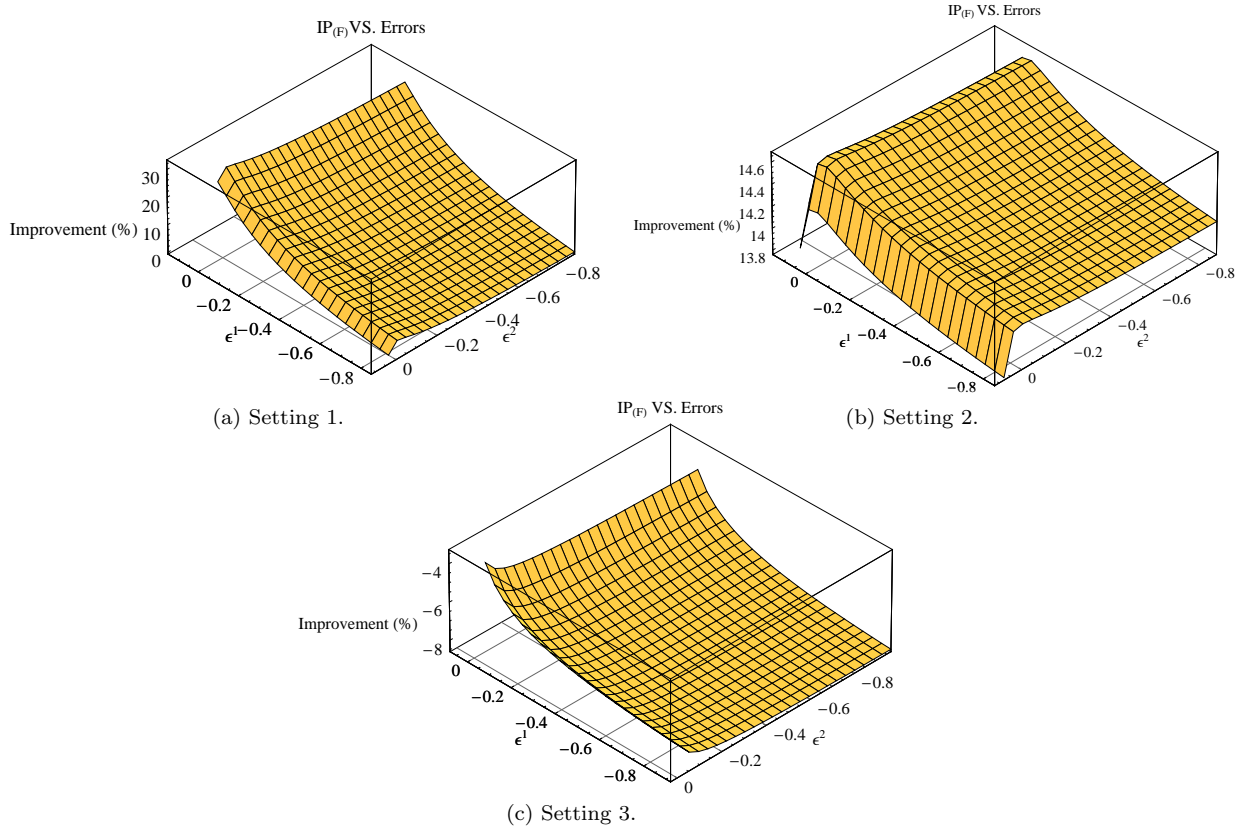 IP(F) VS. Errors
Improvement (%)
30
20
10
0
0
−0.2
−0.4
−0.6
−0.8
ϵ1
0
−0.2
−0.4
−0.6
−0.8
ϵ2
(a) Setting 1.
IP(F) VS. Errors
Improvement (%)
14.6
14.4
14.2
14
13.8
0
−0.2
−0.4
−0.6
−0.8
ϵ1
0
−0.2
−0.4
−0.6
−0.8
ϵ2
(b) Setting 2.
IP(F) VS. Errors
Improvement (%)
−4
−6
−8
0
−0.2
−0.4
−0.6
−0.8
ϵ1
0
−0.2
−0.4
−0.6
−0.8
ϵ2
(c) Setting 3.